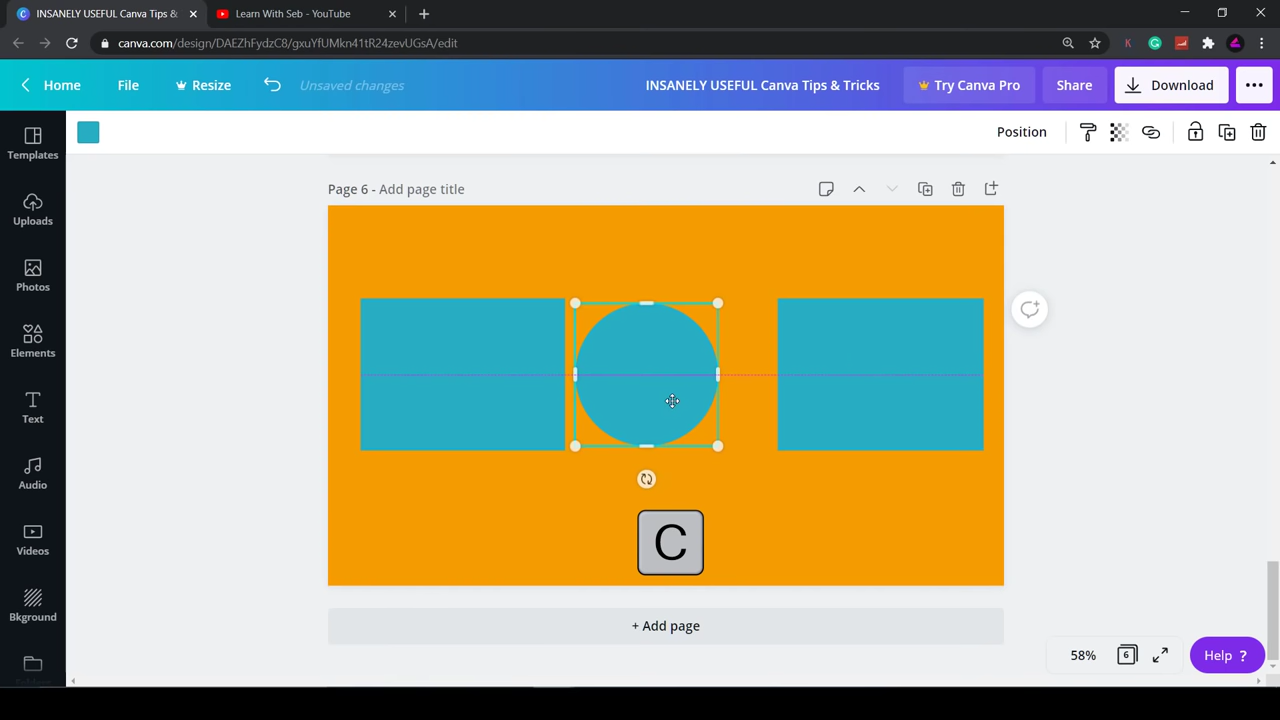 INSANELY USEFUL Canva Tips &
Learn With Seb - YouTube
canva.com/design/DAEZhFydzC8/gxuYfUMkn41tR24zevUGsA/edit
Home
File
Resize
Unsaved changes
INSANELY USEFUL Canva Tips & Tricks
Try Canva Pro
Share
Download
Position
Templates
Uploads
Photos
Elements
Text
Audio
Videos
Bkground
Page 6 - Add page title
C
+ Add page
58%
6
Help ?